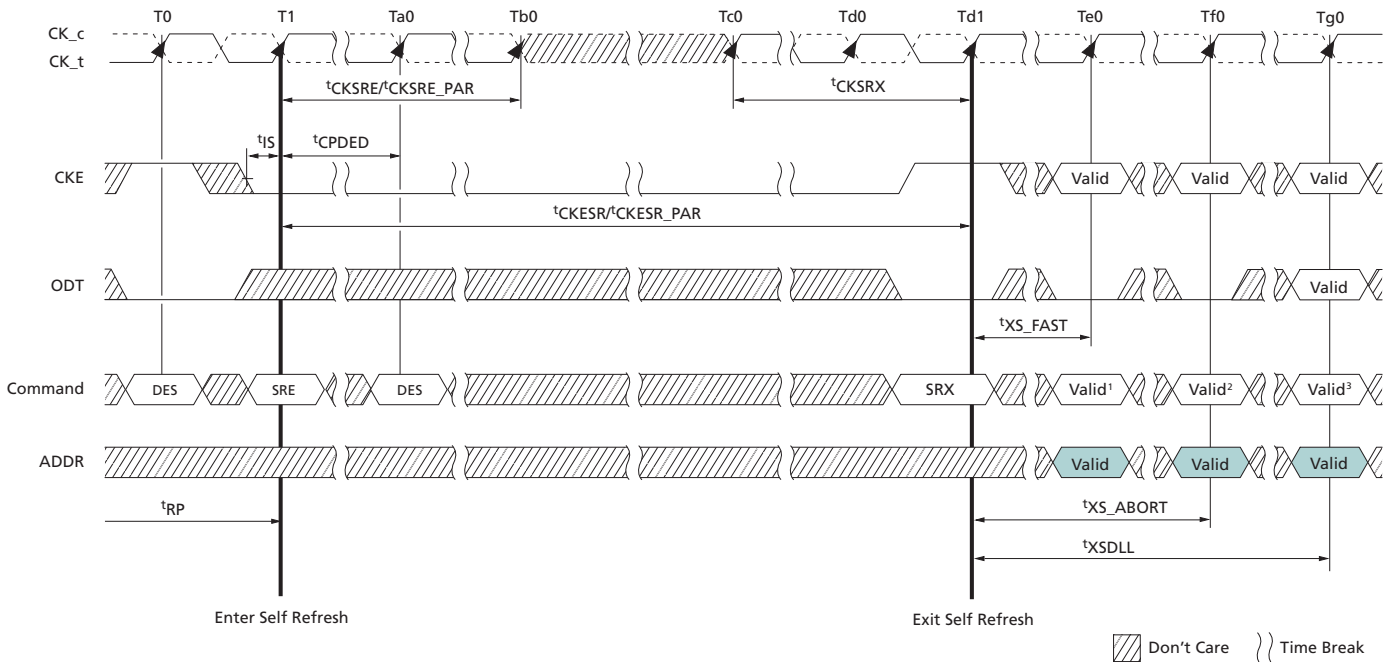 T0 T1 Ta0 Tb0 Tc0 Td0 Td1 Te0 Tf0 Tg0
CK_c
CK_t
tCKSRE/tCKSRE_PAR
tCKSRX
tIS
tCPDED
CKE
Valid Valid Valid
tCKESR/tCKESR_PAR
ODT
Valid
tXS_FAST
Command
DES SRE DES SRX Valid1 Valid2 Valid3
ADDR
Valid Valid Valid
tRP
tXS_ABORT
tXSDLL
Enter Self Refresh
Exit Self Refresh
Don't Care
Time Break